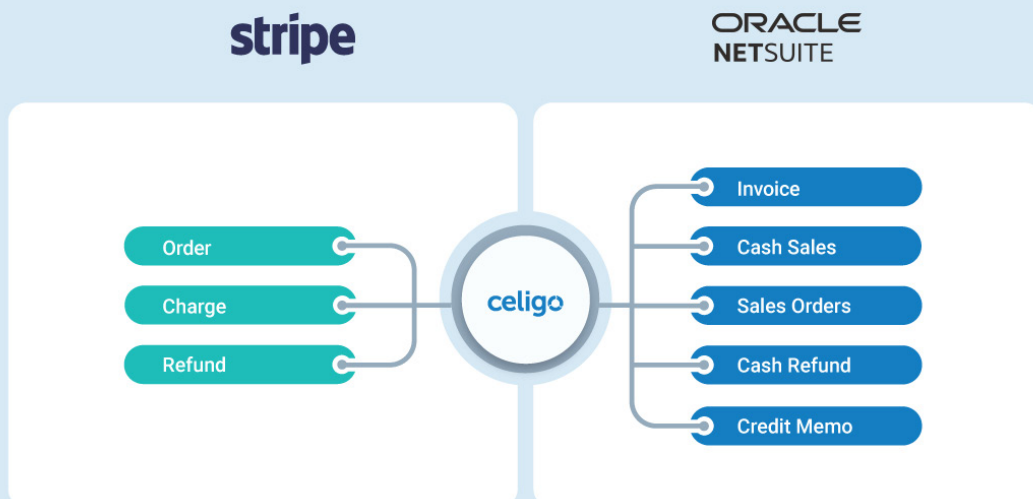 stripe
ORACLE
NETSUITE
Order
Charge
Refund
celigo
Invoice
Cash Sales
Sales Orders
Cash Refund
Credit Memo